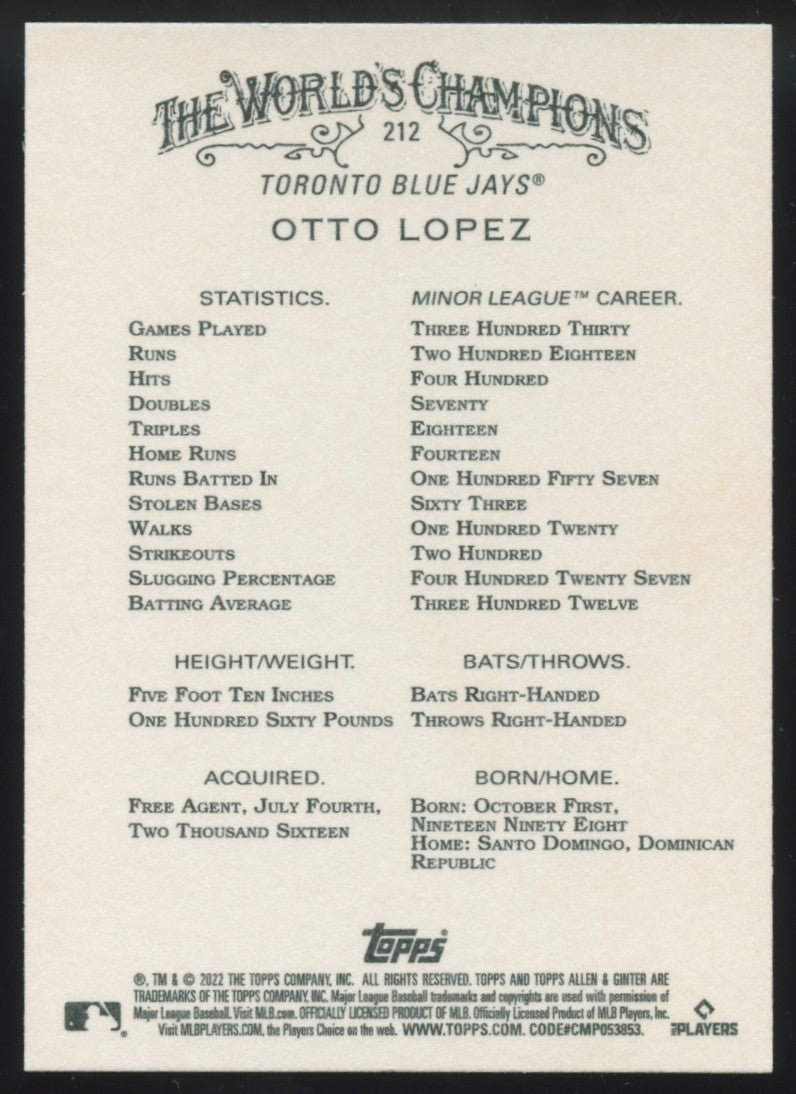 THE WORLD'S CHAMPIONS
212
TORONTO BLUE JAYS®
OTTO LOPEZ
STATISTICS. MINOR LEAGUE™ CAREER.
GAMES PLAYED THREE HUNDRED THIRTY
RUNS TWO HUNDRED EIGHTEEN
HITS FOUR HUNDRED
DOUBLES SEVENTY
TRIPLES EIGHTEEN
HOME RUNS FOURTEEN
RUNS BATTED IN ONE HUNDRED FIFTY SEVEN
STOLEN BASES SIXTY THREE
WALKS ONE HUNDRED TWENTY
STRIKEOUTS TWO HUNDRED
SLUGGING PERCENTAGE FOUR HUNDRED TWENTY SEVEN
BATTING AVERAGE THREE HUNDRED TWELVE
HEIGHT/WEIGHT.
FIVE FOOT TEN INCHES
ONE HUNDRED SIXTY POUNDS
BATS/THROWS.
BATS RIGHT-HANDED
THROWS RIGHT-HANDED
ACQUIRED.
FREE AGENT, JULY FOURTH,
TWO THOUSAND SIXTEEN
BORN/HOME.
BORN: OCTOBER FIRST,
NINETEEN NINETY EIGHT
HOME: SANTO DOMINGO, DOMINICAN
REPUBLIC
topps®
®, TM & © 2022 THE TOPPS COMPANY, INC. ALL RIGHTS RESERVED. TOPPS AND TOPPS ALLEN & GINTER ARE
TRADEMARKS OF THE TOPPS COMPANY, INC. Major League Baseball trademarks and copyrights are used with permission of
Major League Baseball. Visit MLB.com. OFFICIALLY LICENSED PRODUCT OF MLB. Officially Licensed Product of MLB Players, Inc.
Visit MLBPLAYERS.COM, the Players Choice on the web. WWW.TOPPS.COM. CODE#CMP053853.
PLAYERS